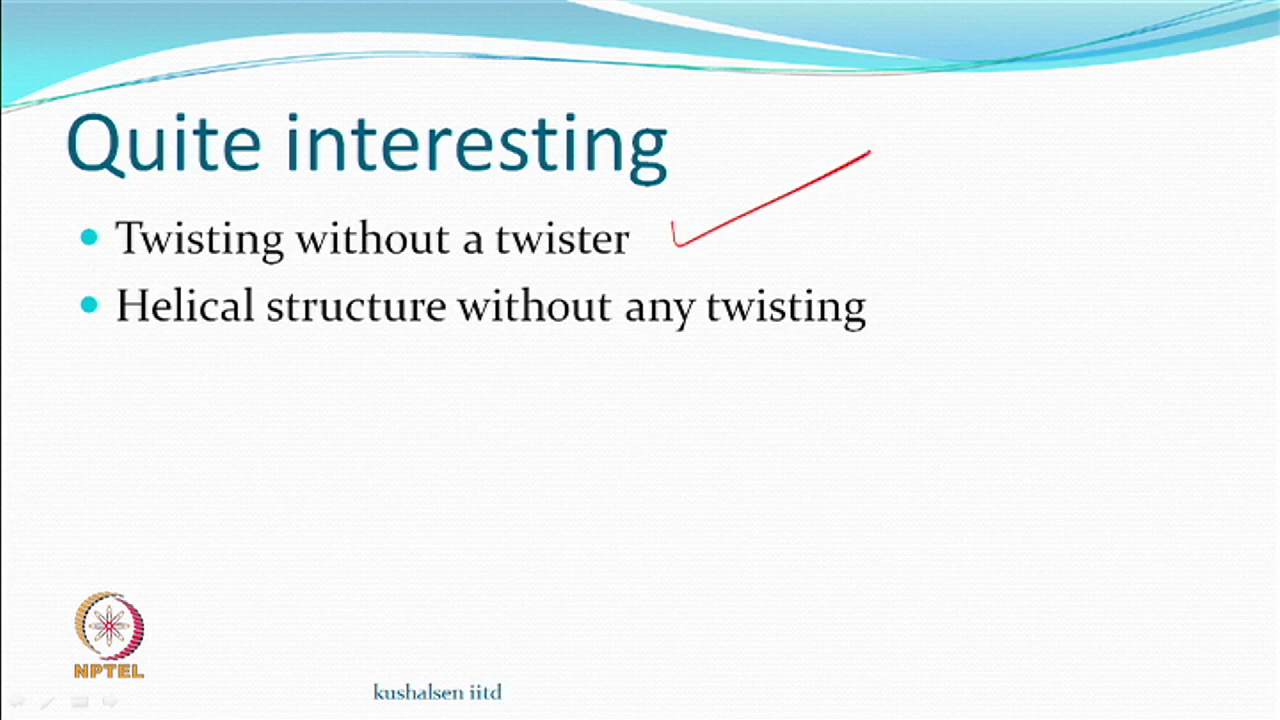 Quite interesting
Twisting without a twister
Helical structure without any twisting
NPTEL
kushalsen iitd